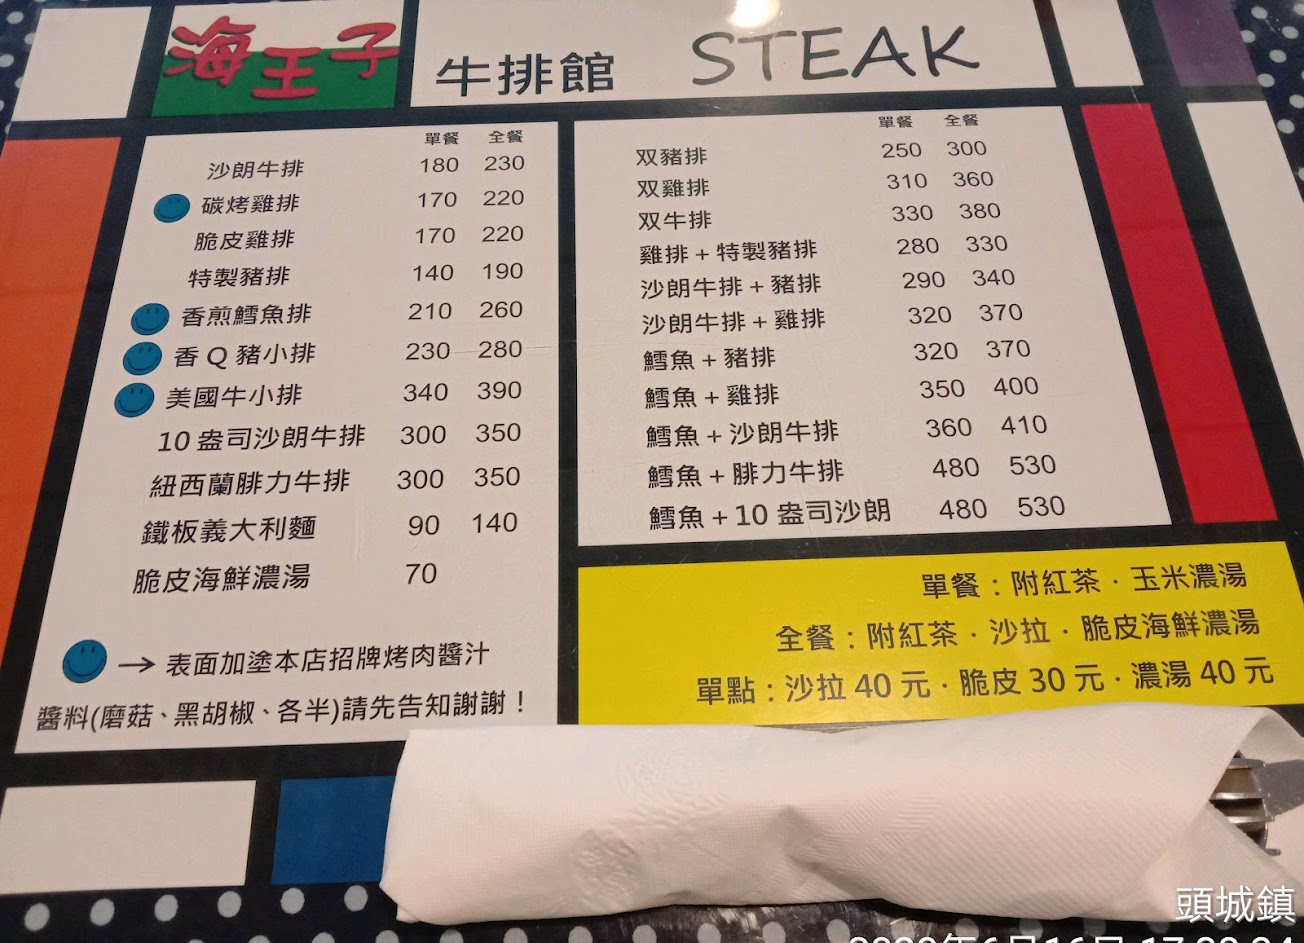 海王子 牛排館 STEAK
單餐 全餐
沙朗牛排 180 230
碳烤雞排 170 220
脆皮雞排 170 220
特製豬排 140 190
香煎鱈魚排 210 260
香Q豬小排 230 280
美國牛小排 340 390
10盎司沙朗牛排 300 350
紐西蘭腓力牛排 300 350
鐵板義大利麵 90 140
脆皮海鮮濃湯 70
→ 表面加塗本店招牌烤肉醬汁
醬料(磨菇、黑胡椒、各半)請先告知謝謝！
單餐 全餐
双豬排 250 300
双雞排 310 360
双牛排 330 380
雞排+特製豬排 280 330
沙朗牛排+豬排 290 340
沙朗牛排+雞排 320 370
鱈魚+豬排 320 370
鱈魚+雞排 350 400
鱈魚+沙朗牛排 360 410
鱈魚+腓力牛排 480 530
鱈魚+10盎司沙朗 480 530
單餐：附紅茶·玉米濃湯
全餐：附紅茶·沙拉·脆皮海鮮濃湯
單點：沙拉40元·脆皮30元·濃湯40元
頭城鎮